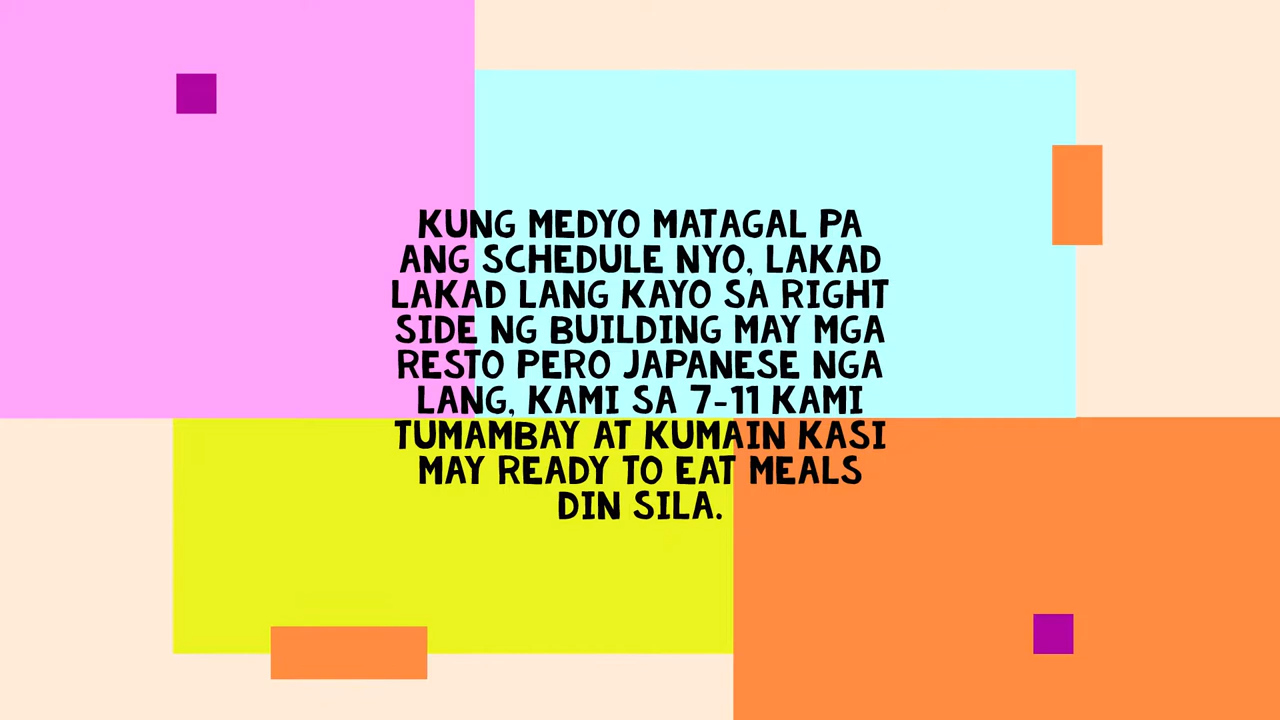 KUNG MEDYO MATAGAL PA
ANG SCHEDULE NYO, LAKAD
LAKAD LANG KAYO SA RIGHT
SIDE NG BUILDING MAY MGA
RESTO PERO JAPANESE NGA
LANG, KAMI SA 7-11 KAMI
TUMAMBAY AT KUMAIN KASI
MAY READY TO EAT MEALS
DIN SILA.